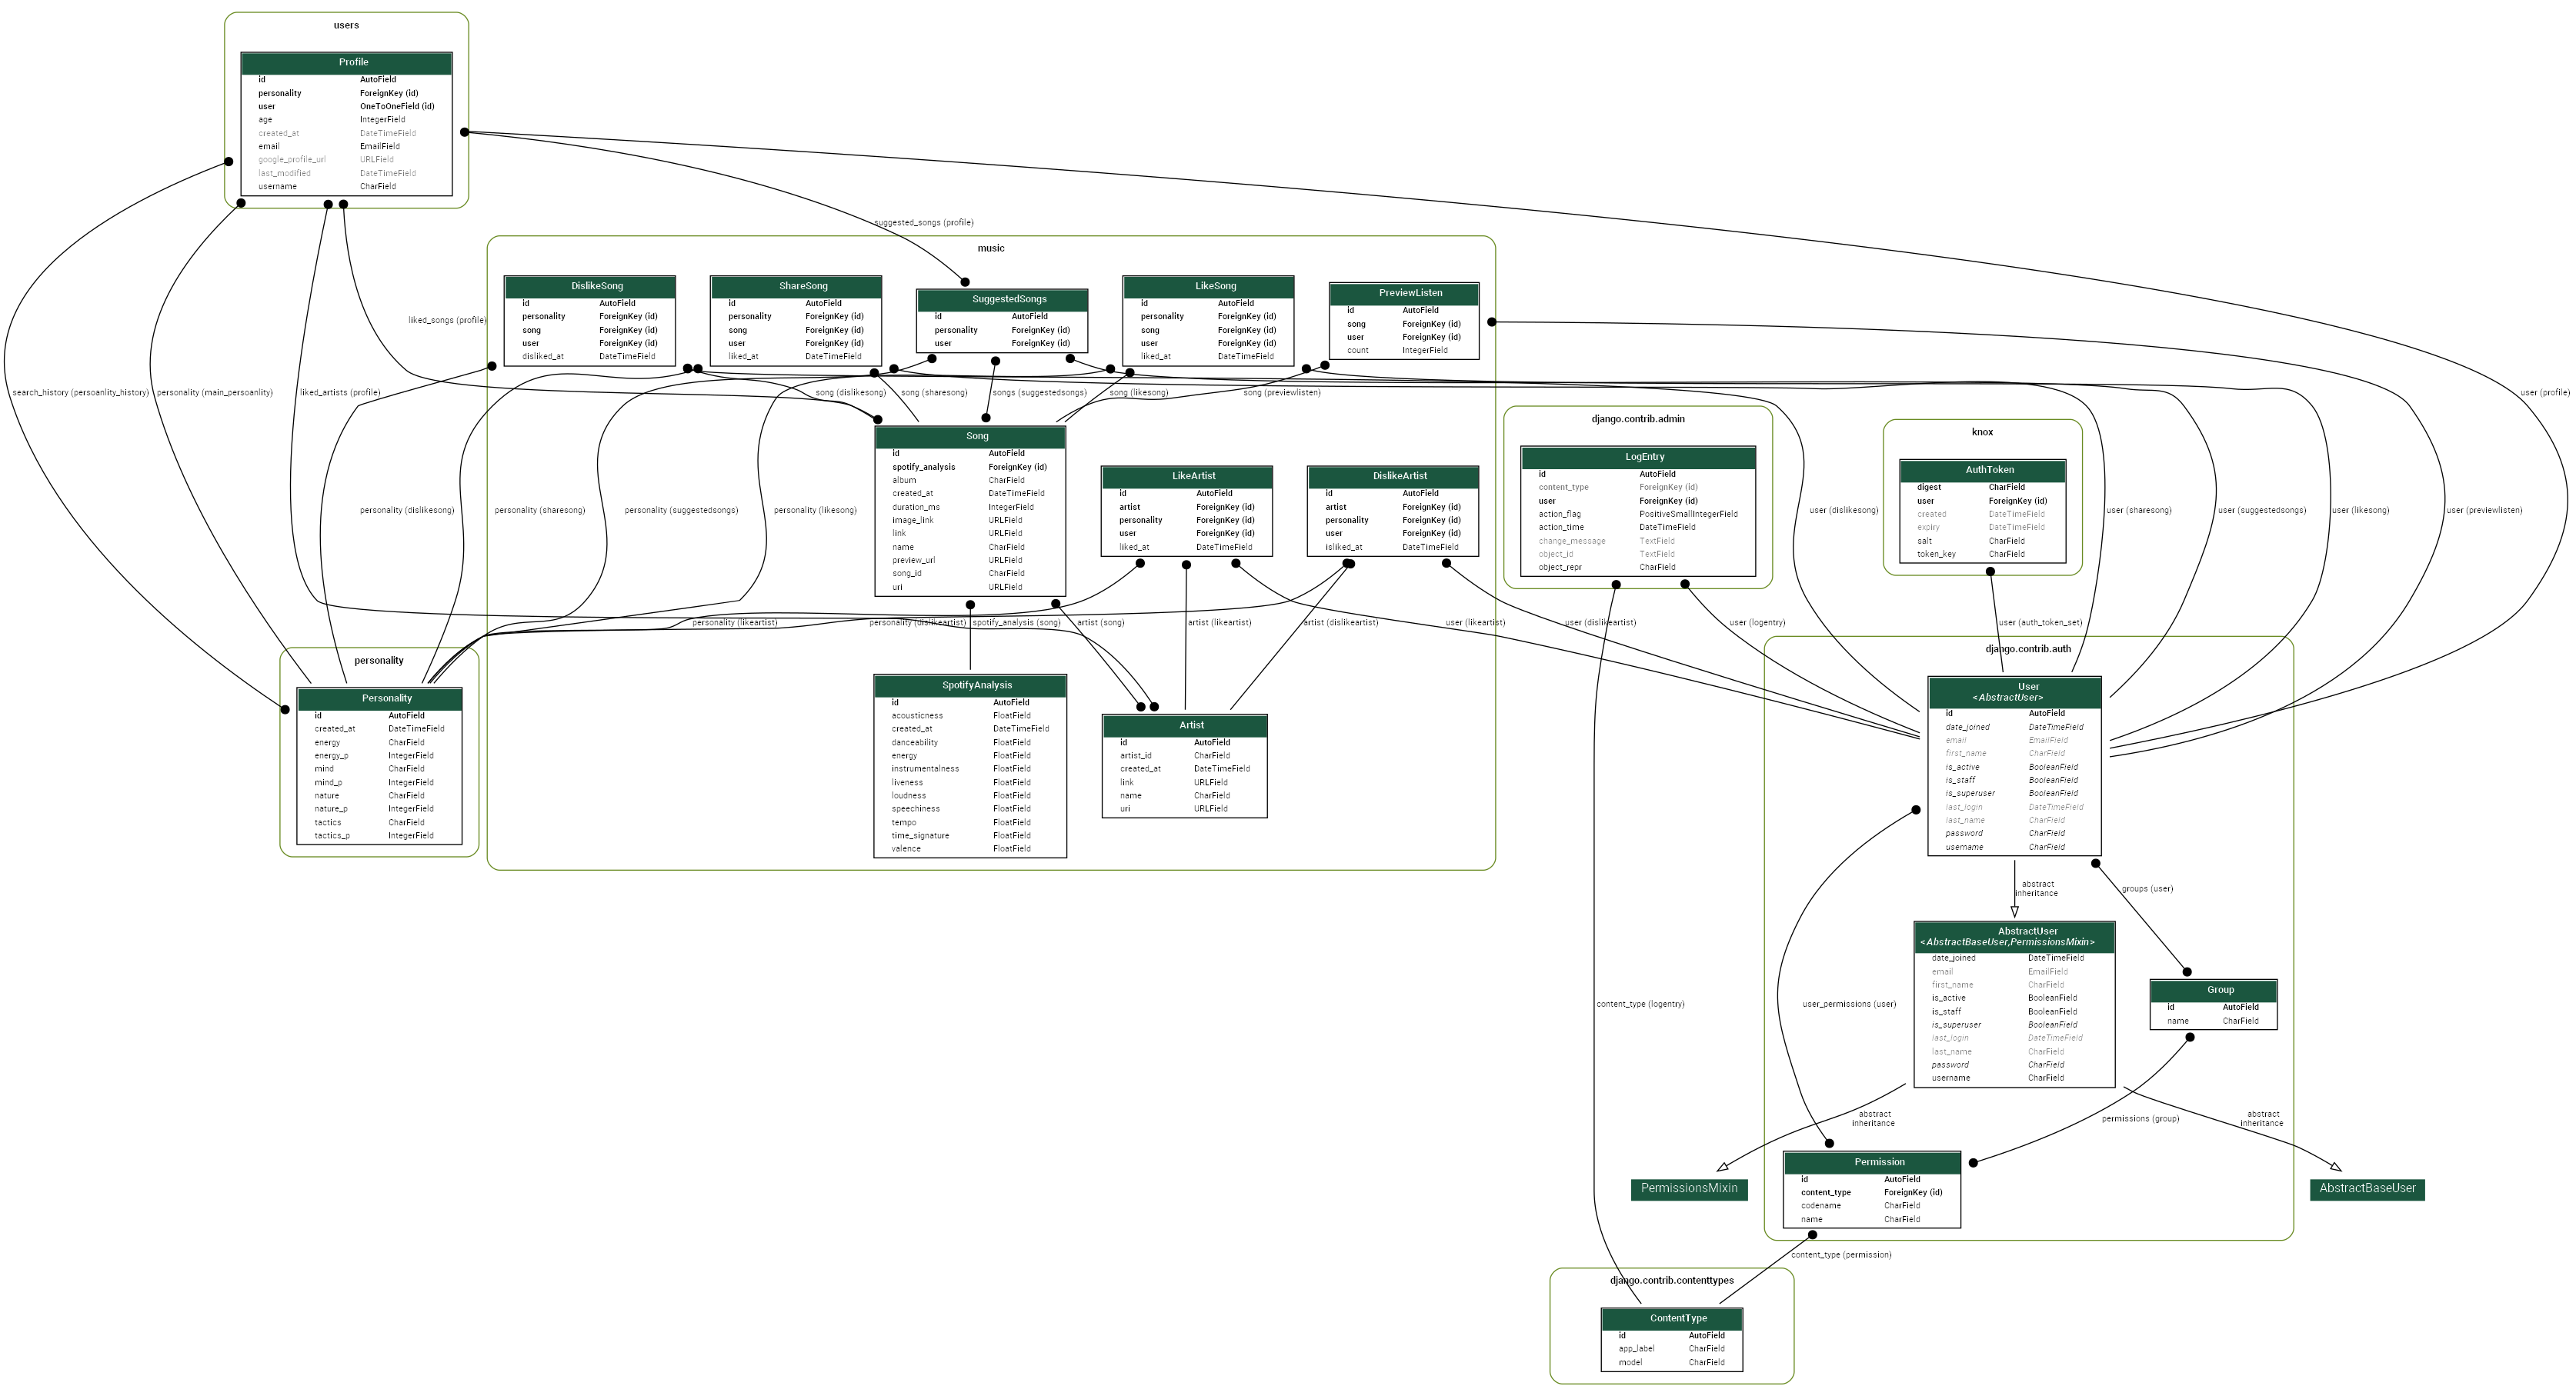 users
Profile
id AutoField
personality ForeignKey (id)
user OneToOneField (id)
age IntegerField
created_at DateTimeField
email EmailField
google_profile_url URLField
last_modified DateTimeField
username CharField
suggested_songs (profile)
music
DislikeSong
id AutoField
personality ForeignKey (id)
song ForeignKey (id)
user ForeignKey (id)
disliked_at DateTimeField
ShareSong
id AutoField
personality ForeignKey (id)
song ForeignKey (id)
user ForeignKey (id)
liked_at DateTimeField
SuggestedSongs
id AutoField
personality ForeignKey (id)
user ForeignKey (id)
LikeSong
id AutoField
personality ForeignKey (id)
song ForeignKey (id)
user ForeignKey (id)
liked_at DateTimeField
PreviewListen
id AutoField
song ForeignKey (id)
user ForeignKey (id)
count IntegerField
liked_songs (profile)
search_history (persoanlity_history)
personality (main_persoanlity)
liked_artists (profile)
song (dislikesong)
song (sharesong)
songs (suggestedsongs)
song (likesong)
song (previewlisten)
user (profile)
Song
id AutoField
spotify_analysis ForeignKey (id)
album CharField
created_at DateTimeField
duration_ms IntegerField
image_link URLField
link URLField
name CharField
preview_url URLField
song_id CharField
uri URLField
LikeArtist
id AutoField
artist ForeignKey (id)
personality ForeignKey (id)
user ForeignKey (id)
liked_at DateTimeField
DislikeArtist
id AutoField
artist ForeignKey (id)
personality ForeignKey (id)
user ForeignKey (id)
isliked_at DateTimeField
django.contrib.admin
LogEntry
id AutoField
content_type ForeignKey (id)
user ForeignKey (id)
action_flag PositiveSmallIntegerField
action_time DateTimeField
change_message TextField
object_id TextField
object_repr CharField
knox
AuthToken
digest CharField
user ForeignKey (id)
created DateTimeField
expiry DateTimeField
salt CharField
token_key CharField
personality (dislikesong)
personality (sharesong)
personality (suggestedsongs)
personality (likesong)
user (dislikesong)
user (sharesong)
user (suggestedsongs)
user (likesong)
user (previewlisten)
personality (likeartist)
personality (dislikeartist)
spotify_analysis (song)
artist (song)
artist (likeartist)
artist (dislikeartist)
user (likeartist)
user (dislikeartist)
user (logentry)
user (auth_token_set)
personality
Personality
id AutoField
created_at DateTimeField
energy CharField
energy_p IntegerField
mind CharField
mind_p IntegerField
nature CharField
nature_p IntegerField
tactics CharField
tactics_p IntegerField
SpotifyAnalysis
id AutoField
acousticness FloatField
created_at DateTimeField
danceability FloatField
energy FloatField
instrumentalness FloatField
liveness FloatField
loudness FloatField
speechiness FloatField
tempo FloatField
time_signature FloatField
valence FloatField
Artist
id AutoField
artist_id CharField
created_at DateTimeField
link URLField
name CharField
uri URLField
django.contrib.auth
User
<AbstractUser>
id AutoField
date_joined DateTimeField
email EmailField
first_name CharField
is_active BooleanField
is_staff BooleanField
is_superuser BooleanField
last_login DateTimeField
last_name CharField
password CharField
username CharField
abstract
inheritance
groups (user)
AbstractUser
<AbstractBaseUser,PermissionsMixin>
date_joined DateTimeField
email EmailField
first_name CharField
is_active BooleanField
is_staff BooleanField
is_superuser BooleanField
last_login DateTimeField
last_name CharField
password CharField
username CharField
Group
id AutoField
name CharField
content_type (logentry)
user_permissions (user)
abstract
inheritance
permissions (group)
abstract
inheritance
PermissionsMixin
Permission
id AutoField
content_type ForeignKey (id)
codename CharField
name CharField
AbstractBaseUser
content_type (permission)
django.contrib.contenttypes
ContentType
id AutoField
app_label CharField
model CharField